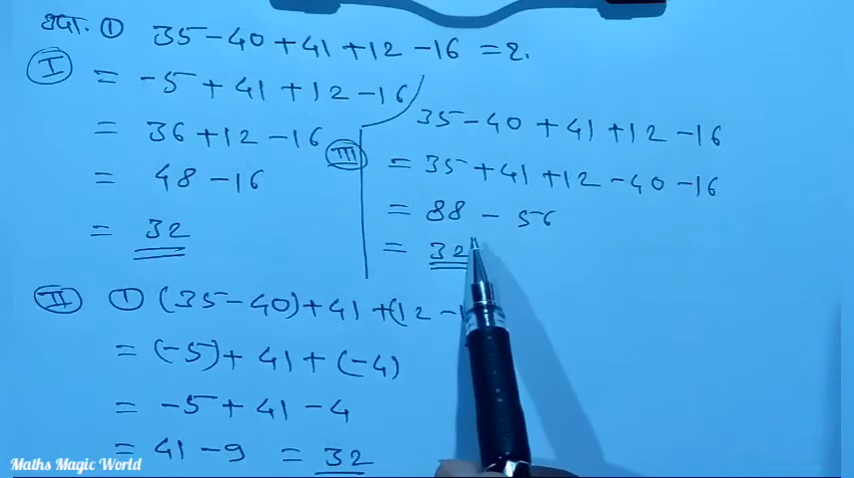 उदा. ① 35-40+41+12-16 = ?.
Ⓘ = -5+41+12-16
= 36+12-16
= 48-16
= 32
35-40+41+12-16
III = 35+41+12-40-16
= 88 - 56
= 32
II ① (35-40)+41+(12-1
= (-5)+41+(-4)
= -5+41-4
= 41-9 = 32
Maths Magic World